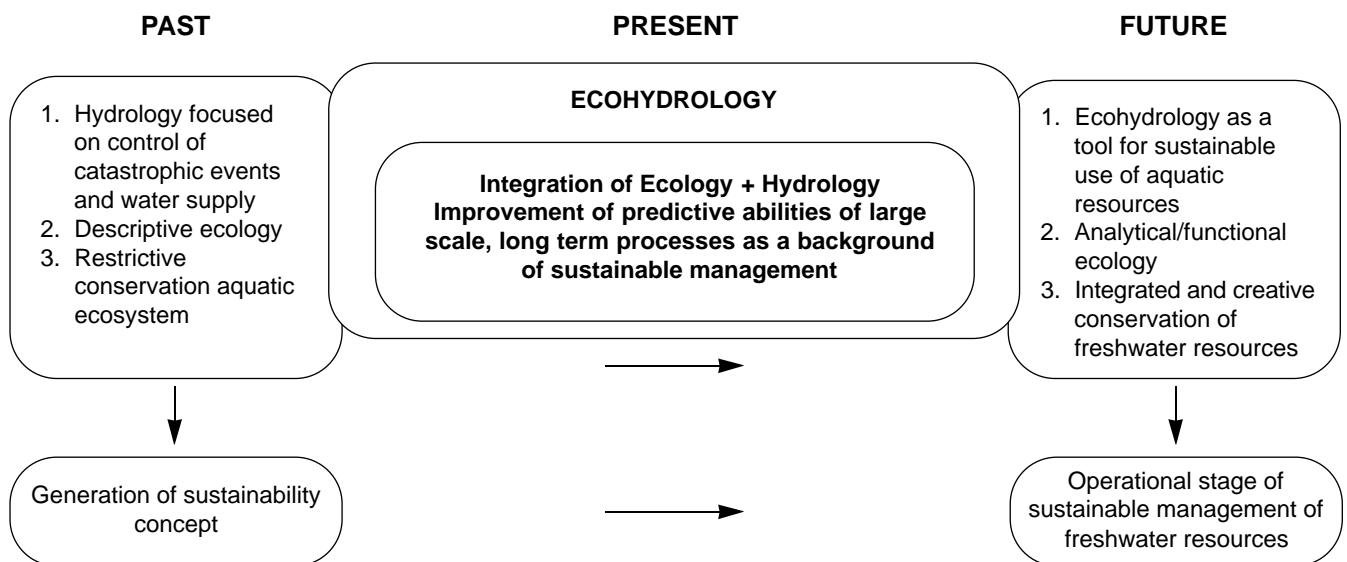 PAST
1. Hydrology focused
on control of
catastrophic events
and water supply
2. Descriptive ecology
3. Restrictive
conservation aquatic
ecosystem
Generation of sustainability
concept
PRESENT
ECOHYDROLOGY
Integration of Ecology + Hydrology
Improvement of predictive abilities of large
scale, long term processes as a background
of sustainable management
FUTURE
1. Ecohydrology as a
tool for sustainable
use of aquatic
resources
2. Analytical/functional
ecology
3. Integrated and creative
conservation of
freshwater resources
Operational stage of
sustainable management of
freshwater resources